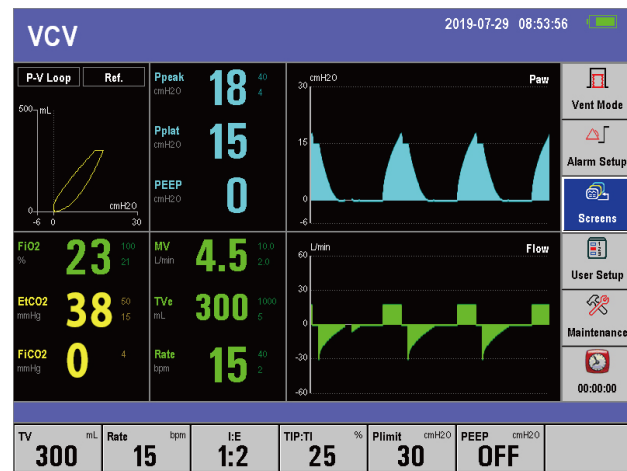 VCV
2019-07-29 08:53:56
P-V Loop Ref.
500 mL
0
-6 0 30
cmH2O
Ppeak
cmH2O
18
40
4
Pplat
cmH2O
15
PEEP
cmH2O
0
cmH2O
Paw
30
15
0
-6
FiO2
%
23
100
21
EtCO2
mmHg
38
50
15
FiCO2
mmHg
0
4
MV
L/min
4.5
10.0
2.0
TVe
mL
300
1000
5
Rate
bpm
15
40
2
L/min
Flow
60
30
0
-30
-60
Vent Mode
Alarm Setup
Screens
User Setup
Maintenance
00:00:00
TV mL
300
Rate bpm
15
I:E
1:2
TIP:TI %
25
Plimit cmH2O
30
PEEP cmH2O
OFF